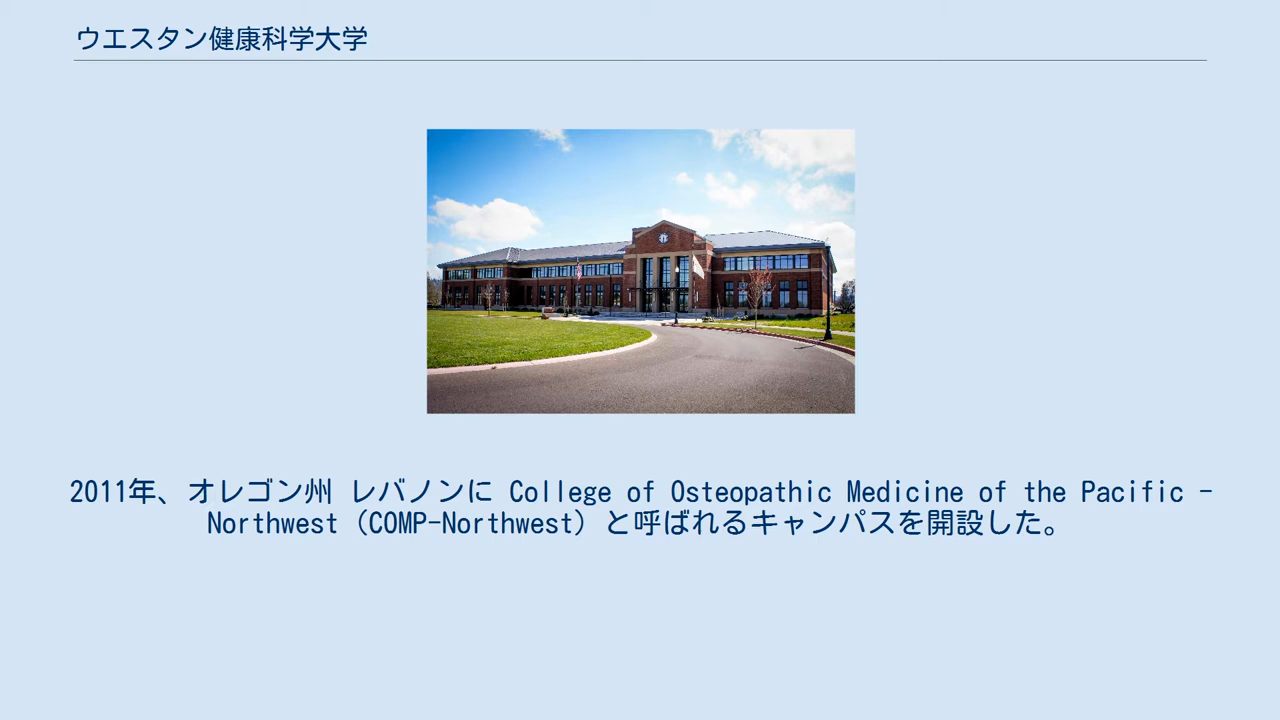 ウエスタン健康科学大学
2011年、オレゴン州 レバノンに College of Osteopathic Medicine of the Pacific -
Northwest（COMP-Northwest）と呼ばれるキャンパスを開設した。